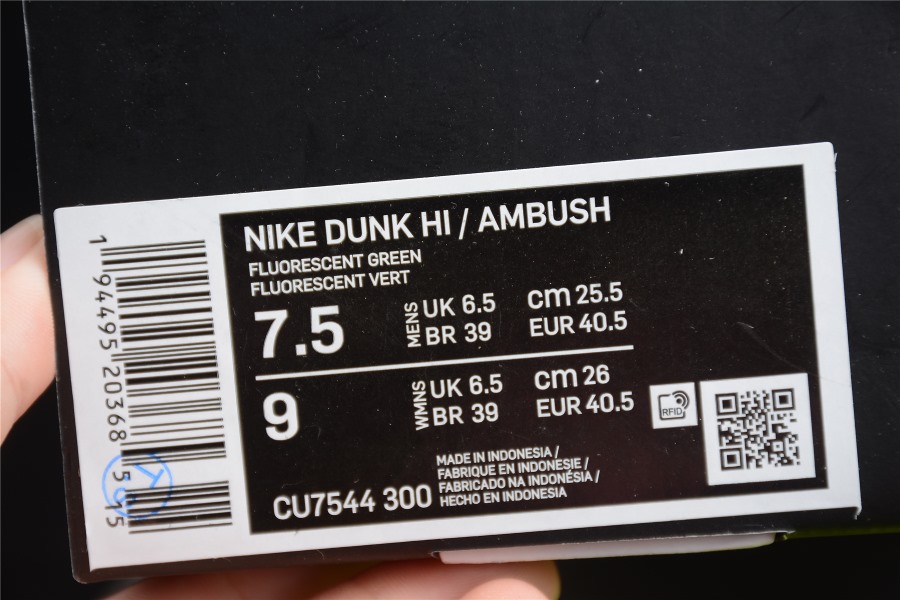 NIKE DUNK HI / AMBUSH
FLUORESCENT GREEN
FLUORESCENT VERT
7.5
MENS
UK 6.5 cm 25.5
BR 39 EUR 40.5
9
WMNS
UK 6.5 cm 26
BR 39 EUR 40.5
RFID
CU7544 300
MADE IN INDONESIA /
FABRIQUE EN INDONESIE /
FABRICADO NA INDONÉSIA /
HECHO EN INDONESIA
1 94495 20368 5